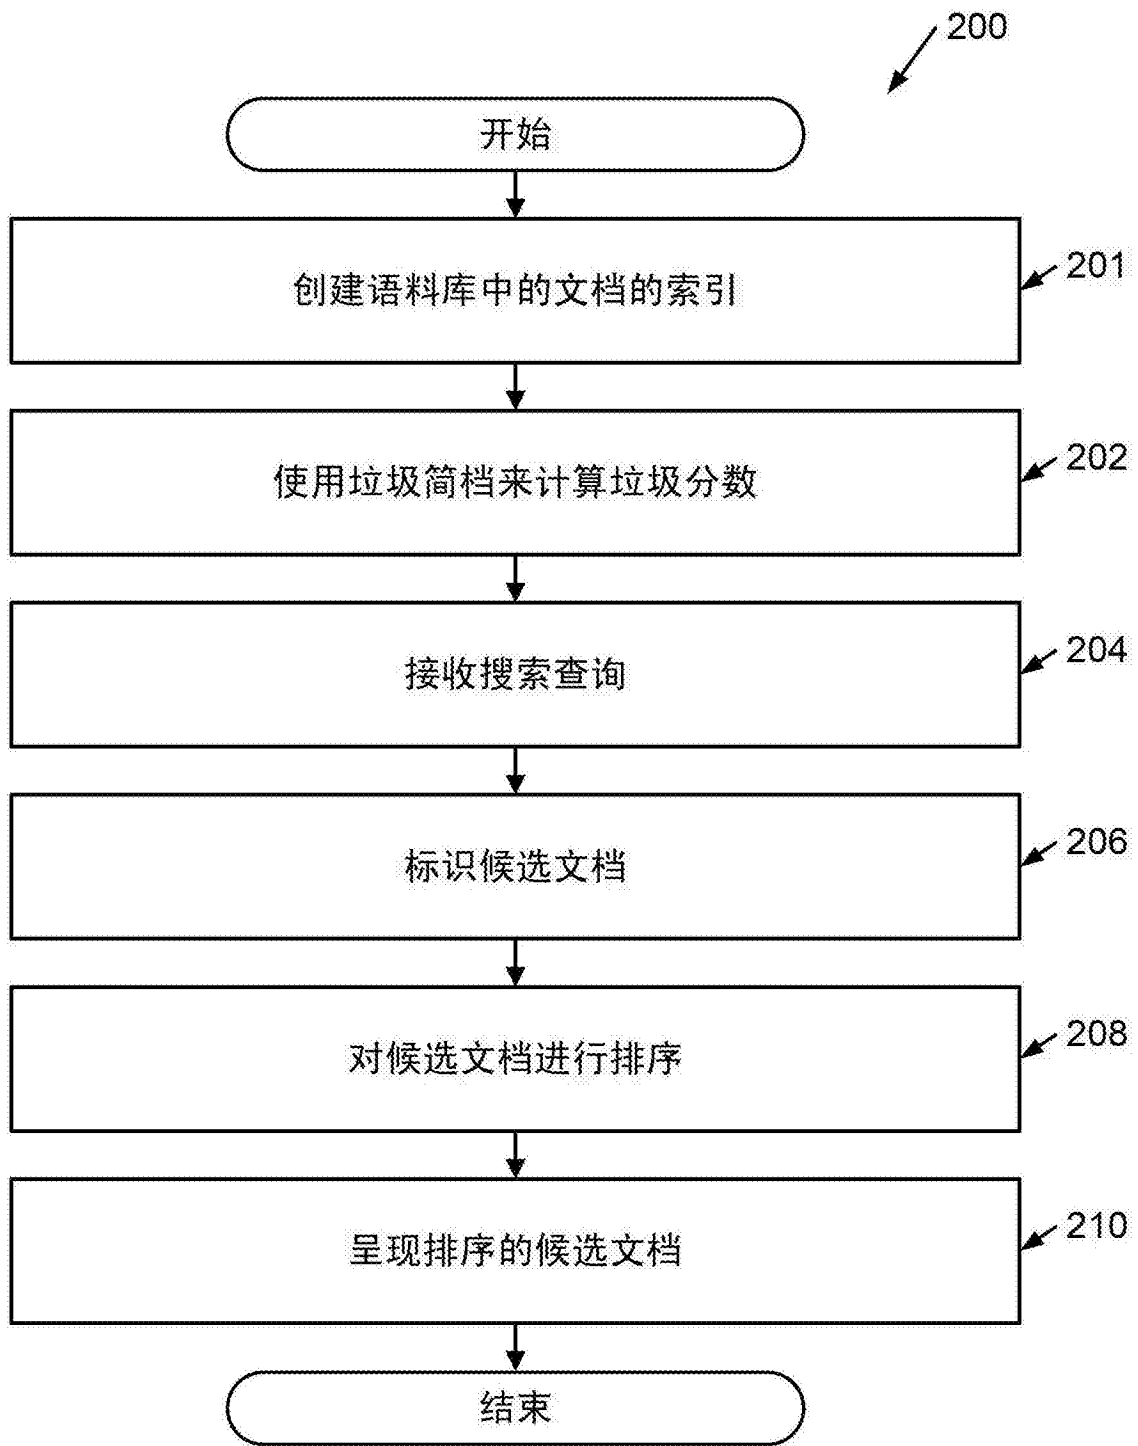 200
开始
创建语料库中的文档的索引
201
使用垃圾简档来计算垃圾分数
202
接收搜索查询
204
标识候选文档
206
对候选文档进行排序
208
呈现排序的候选文档
210
结束